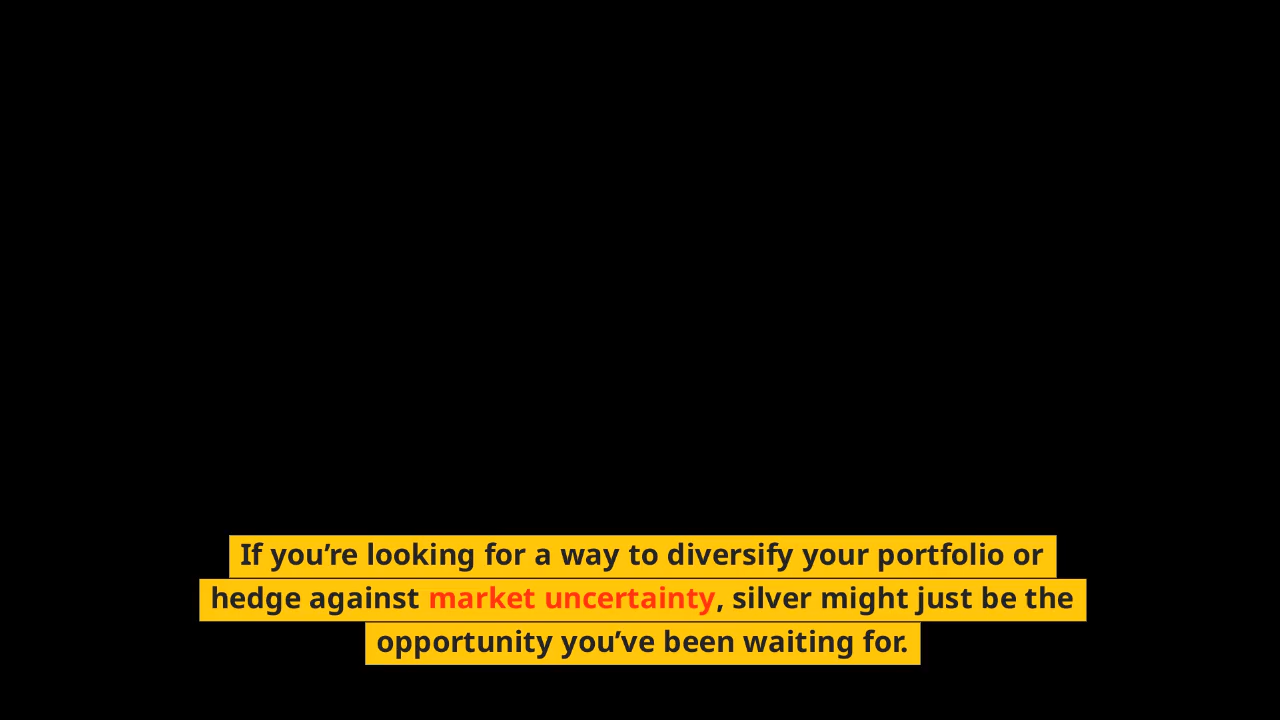 If you’re looking for a way to diversify your portfolio or
hedge against market uncertainty, silver might just be the
opportunity you’ve been waiting for.